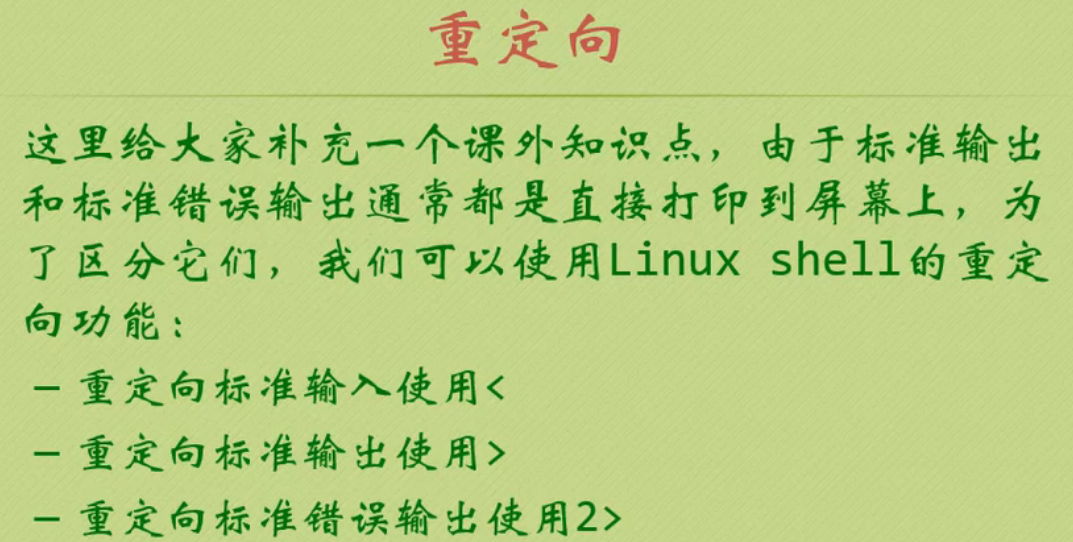 重定向
这里给大家补充一个课外知识点，由于标准输出
和标准错误输出通常都是直接打印到屏幕上，为
了区分它们，我们可以使用Linux shell的重定
向功能：
– 重定向标准输入使用<
– 重定向标准输出使用>
– 重定向标准错误输出使用2>